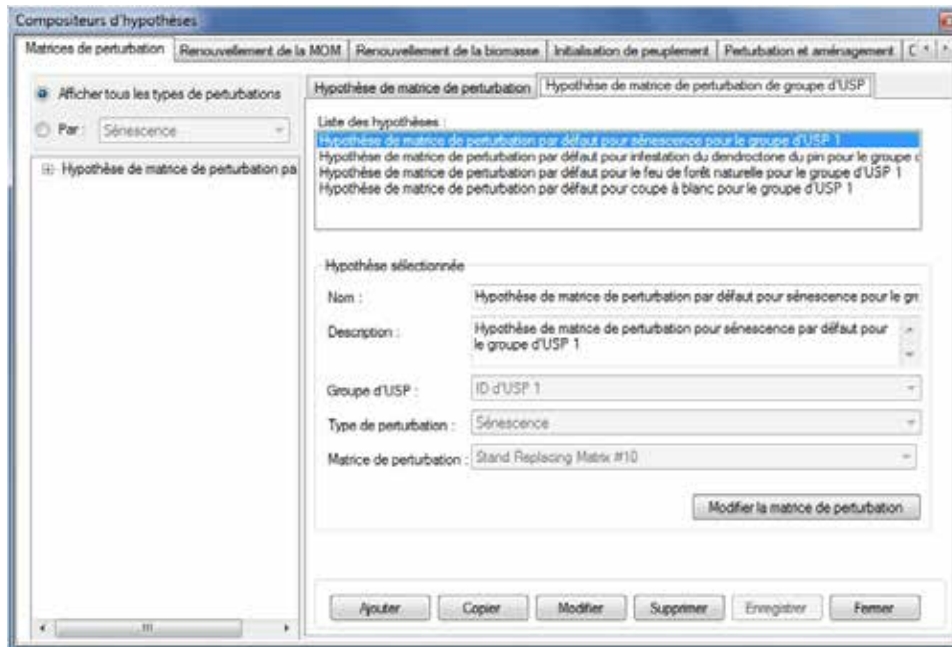 Compositeurs d'hypothèses
Matrices de perturbation Renouvellement de la MOM Renouvellement de la biomasse Initialisation de peuplement Perturbation et aménagement
Afficher tous les types de perturbations
Par : Sénescence
Hypothèse de matrice de perturbation pa
Hypothèse de matrice de perturbation Hypothèse de matrice de perturbation de groupe d'USP
Liste des hypothèses :
Hypothèse de matrice de perturbation par défaut pour sénescence pour le groupe d'USP 1
Hypothèse de matrice de perturbation par défaut pour infestation du dendroctone du pin pour le groupe
Hypothèse de matrice de perturbation par défaut pour le feu de forêt naturelle pour le groupe d'USP 1
Hypothèse de matrice de perturbation par défaut pour coupe à blanc pour le groupe d'USP 1
Hypothèse sélectionnée
Nom : Hypothèse de matrice de perturbation par défaut pour sénescence pour le gr
Description : Hypothèse de matrice de perturbation pour sénescence par défaut pour
le groupe d'USP 1
Groupe d'USP : ID d'USP 1
Type de perturbation : Sénescence
Matrice de perturbation : Stand Replacing Matrix #10
Modifier la matrice de perturbation
Ajouter Copier Modifier Supprimer Enregistrer Fermer